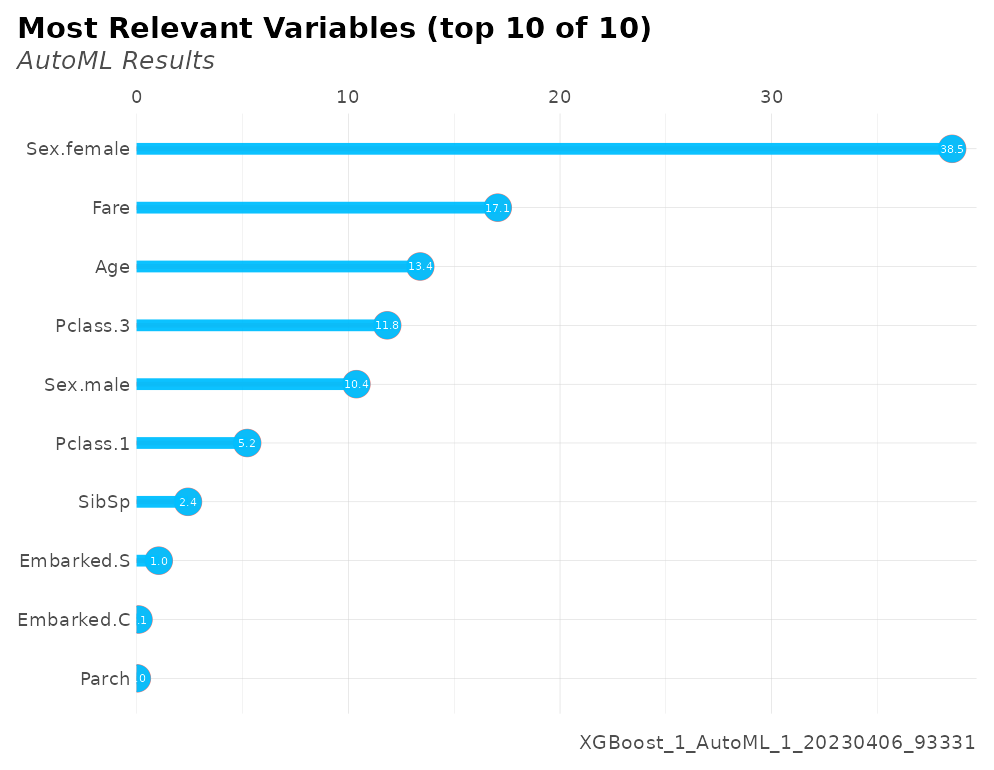 Most Relevant Variables (top 10 of 10)
AutoML Results
0 10 20 30
Sex.female 38.5
Fare 17.1
Age 13.4
Pclass.3 11.8
Sex.male 10.4
Pclass.1 5.2
SibSp 2.4
Embarked.S 1.0
Embarked.C .1
Parch .0
XGBoost_1_AutoML_1_20230406_93331